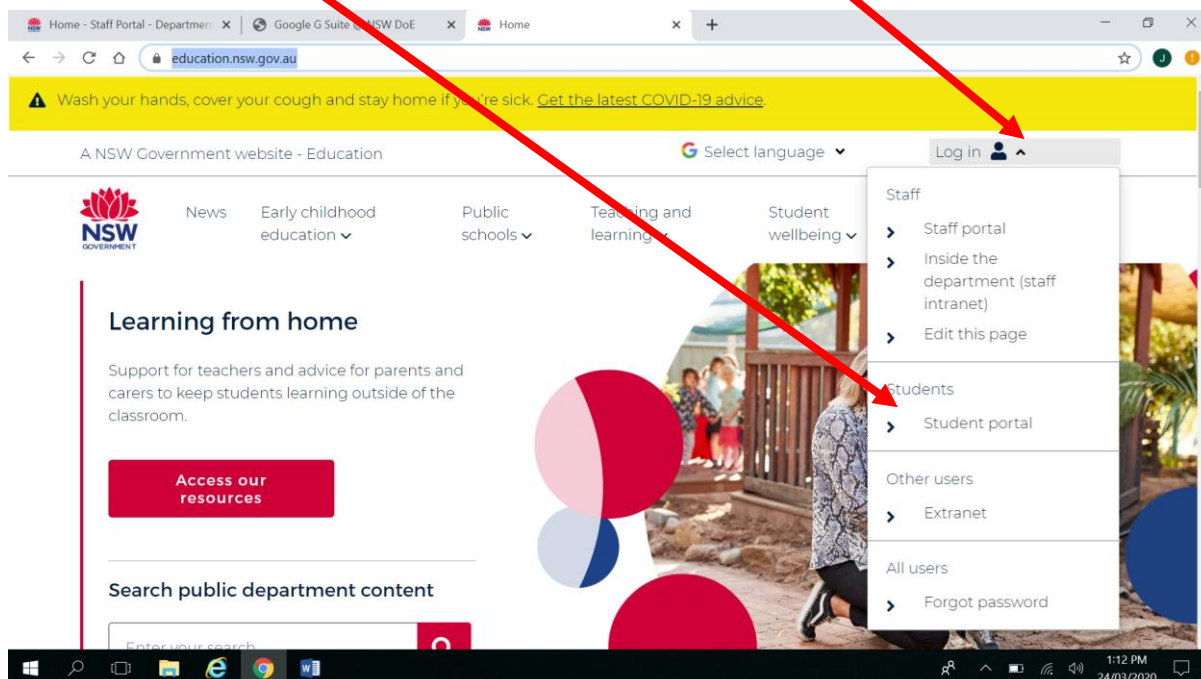 Home - Staff Portal - Departmen
Google G Suite @ NSW DoE
Home
education.nsw.gov.au
J
Wash your hands, cover your cough and stay home if you're sick. Get the latest COVID-19 advice.
A NSW Government website - Education
Select language
Log in
NSW
GOVERNMENT
News
Early childhood
education
Public
schools
Teaching and
learning
Student
wellbeing
Staff
Staff portal
Inside the
department (staff
intranet)
Edit this page
Students
Student portal
Other users
Extranet
All users
Forgot password
Learning from home
Support for teachers and advice for parents and
carers to keep students learning outside of the
classroom.
Access our
resources
Search public department content
Enter your search
1:12 PM
24/03/2020